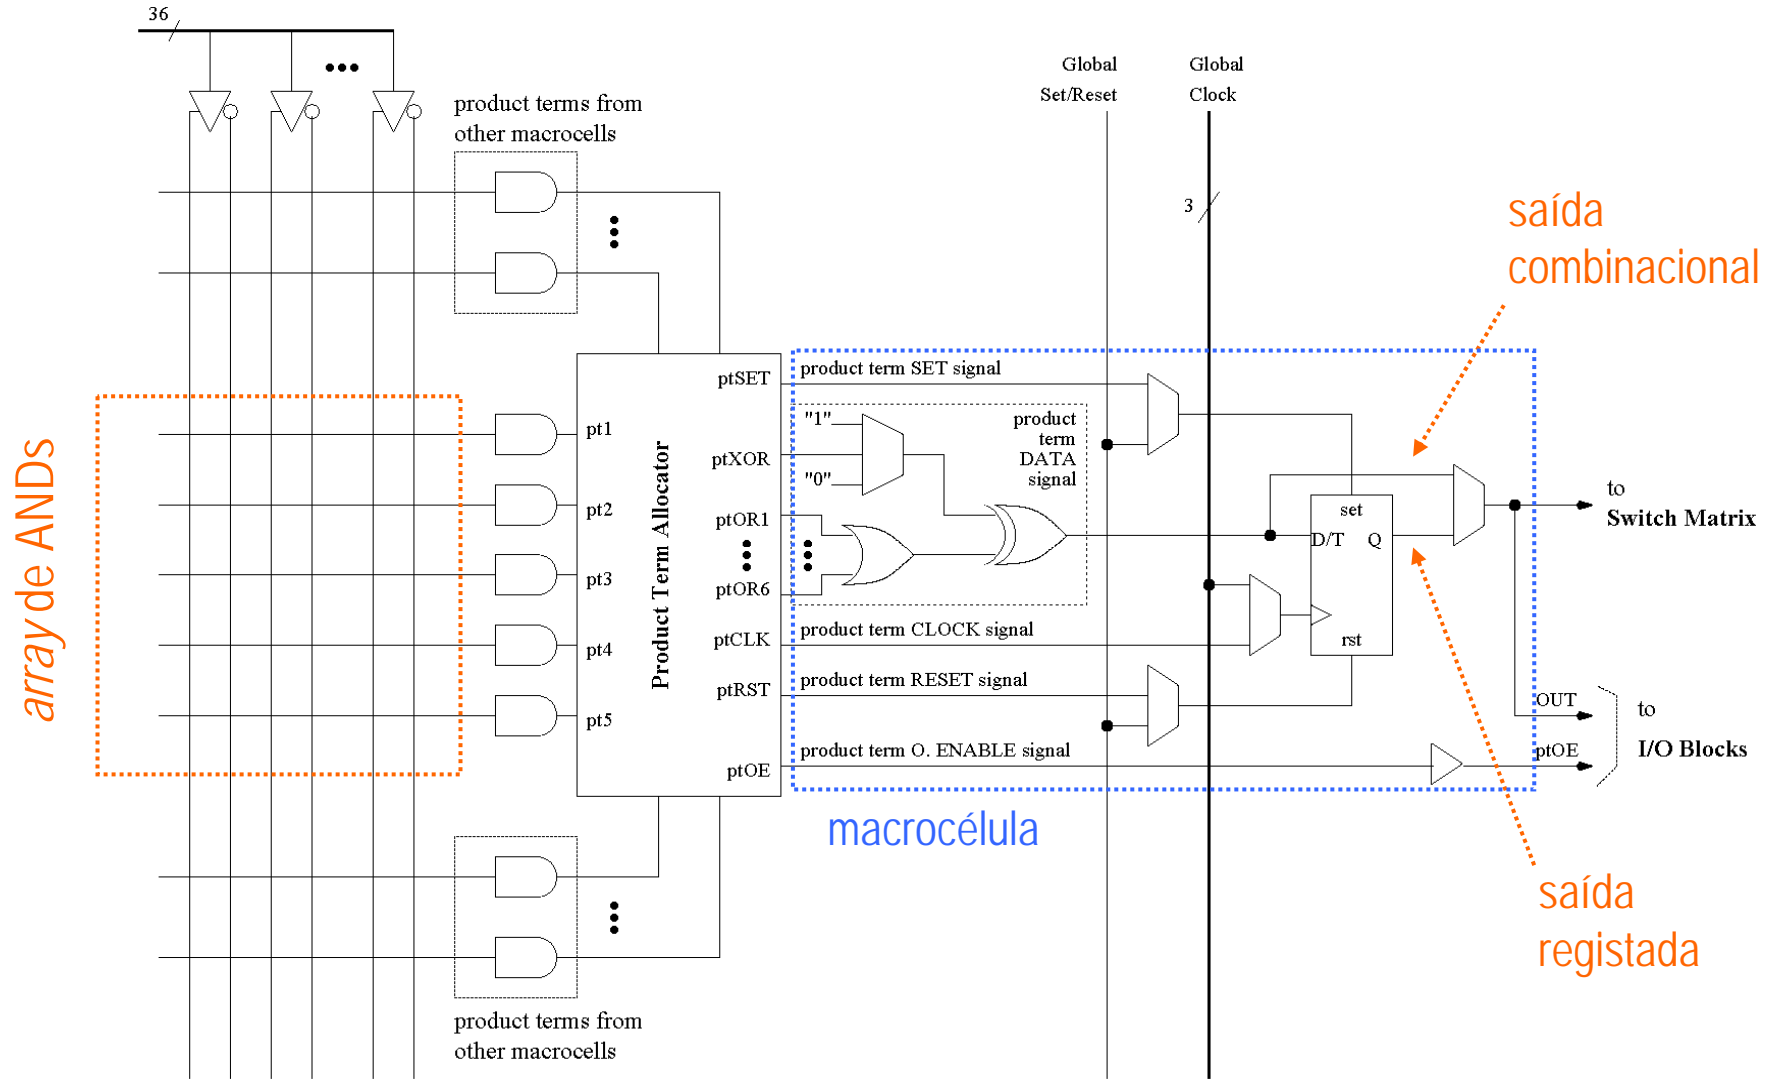 36
product terms from
other macrocells
Global
Set/Reset
Global
Clock
3
saída
combinacional
array de ANDs
pt1
pt2
pt3
pt4
pt5
Product Term Allocator
ptSET
ptXOR
ptOR1
ptOR6
ptCLK
ptRST
ptOE
product term SET signal
"1"
"0"
product
term
DATA
signal
product term CLOCK signal
product term RESET signal
product term O. ENABLE signal
set
D/T Q
rst
to
Switch Matrix
OUT
ptOE
to
I/O Blocks
macrocélula
saída
registada
product terms from
other macrocells